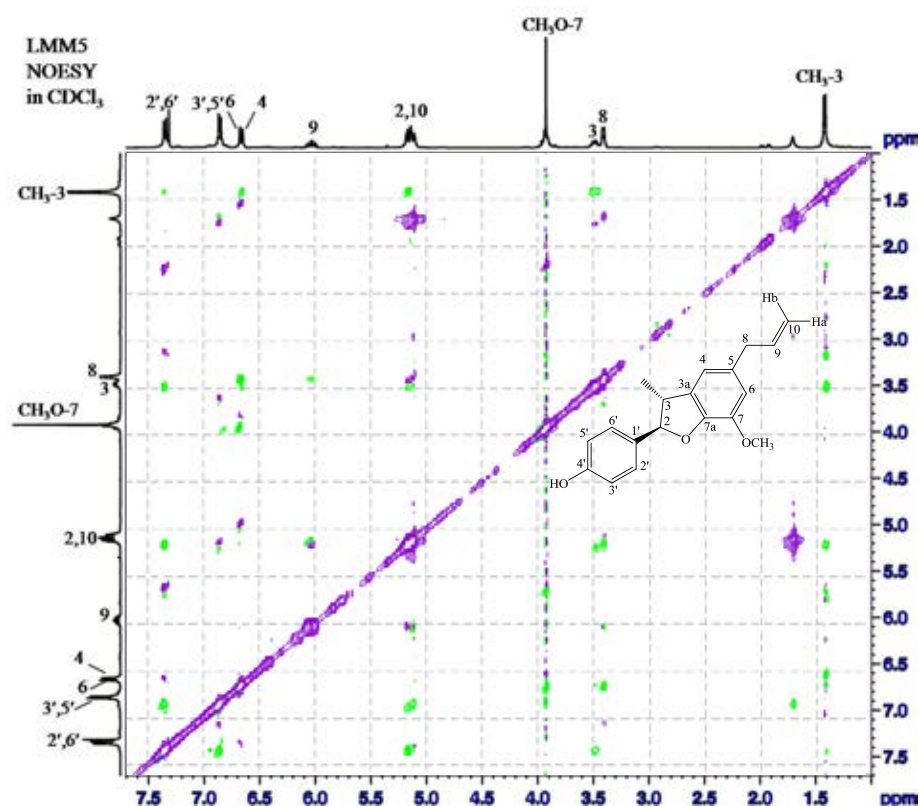 CH₃O-7
LMM5
NOESY
in CDCl₃
CH₃-3
2',6'
3',5'
6
4
9
2,10
3
8
ppm
CH₃-3
1.5
2.0
2.5
3.0
8
3
3.5
CH₃O-7
4.0
4.5
2,10
5.0
5.5
9
6.0
4
6.5
6
3',5'
7.0
2',6'
7.5
Hb
Ha
10
8
9
4
5
3a
6
3
6'
2
7
5'
7a
1'
O
OCH₃
4'
2'
HO
3'
7.5 7.0 6.5 6.0 5.5 5.0 4.5 4.0 3.5 3.0 2.5 2.0 1.5 ppm